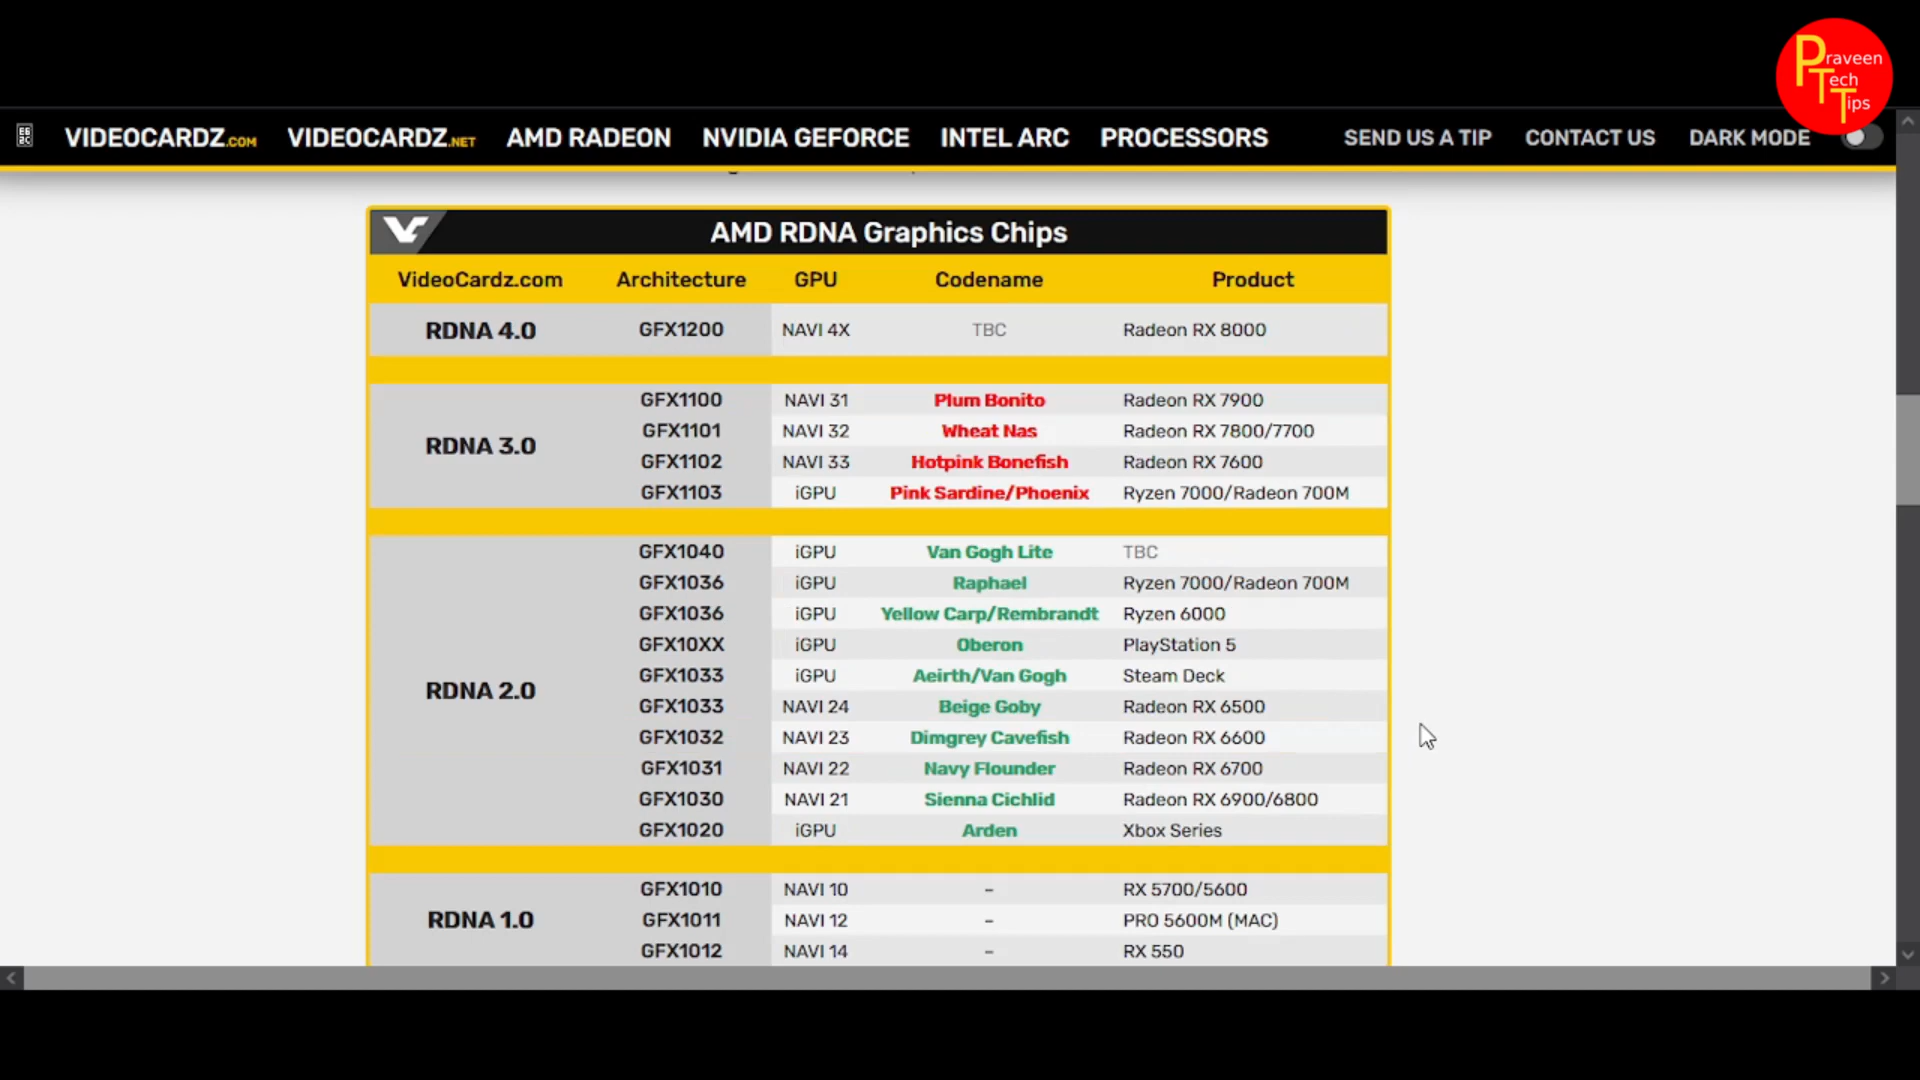 Praveen
Tech
Tips
VIDEOCARDZ.COM VIDEOCARDZ.NET AMD RADEON NVIDIA GEFORCE INTEL ARC PROCESSORS SEND US A TIP CONTACT US DARK MODE
AMD RDNA Graphics Chips
VideoCardz.com Architecture GPU Codename Product
RDNA 4.0 GFX1200 NAVI 4X TBC Radeon RX 8000
GFX1100 NAVI 31 Plum Bonito Radeon RX 7900
GFX1101 NAVI 32 Wheat Nas Radeon RX 7800/7700
RDNA 3.0
GFX1102 NAVI 33 Hotpink Bonefish Radeon RX 7600
GFX1103 iGPU Pink Sardine/Phoenix Ryzen 7000/Radeon 700M
GFX1040 iGPU Van Gogh Lite TBC
GFX1036 iGPU Raphael Ryzen 7000/Radeon 700M
GFX1036 iGPU Yellow Carp/Rembrandt Ryzen 6000
GFX10XX iGPU Oberon PlayStation 5
GFX1033 iGPU Aeirth/Van Gogh Steam Deck
RDNA 2.0
GFX1033 NAVI 24 Beige Goby Radeon RX 6500
GFX1032 NAVI 23 Dimgrey Cavefish Radeon RX 6600
GFX1031 NAVI 22 Navy Flounder Radeon RX 6700
GFX1030 NAVI 21 Sienna Cichlid Radeon RX 6900/6800
GFX1020 iGPU Arden Xbox Series
GFX1010 NAVI 10 – RX 5700/5600
RDNA 1.0 GFX1011 NAVI 12 – PRO 5600M (MAC)
GFX1012 NAVI 14 – RX 550